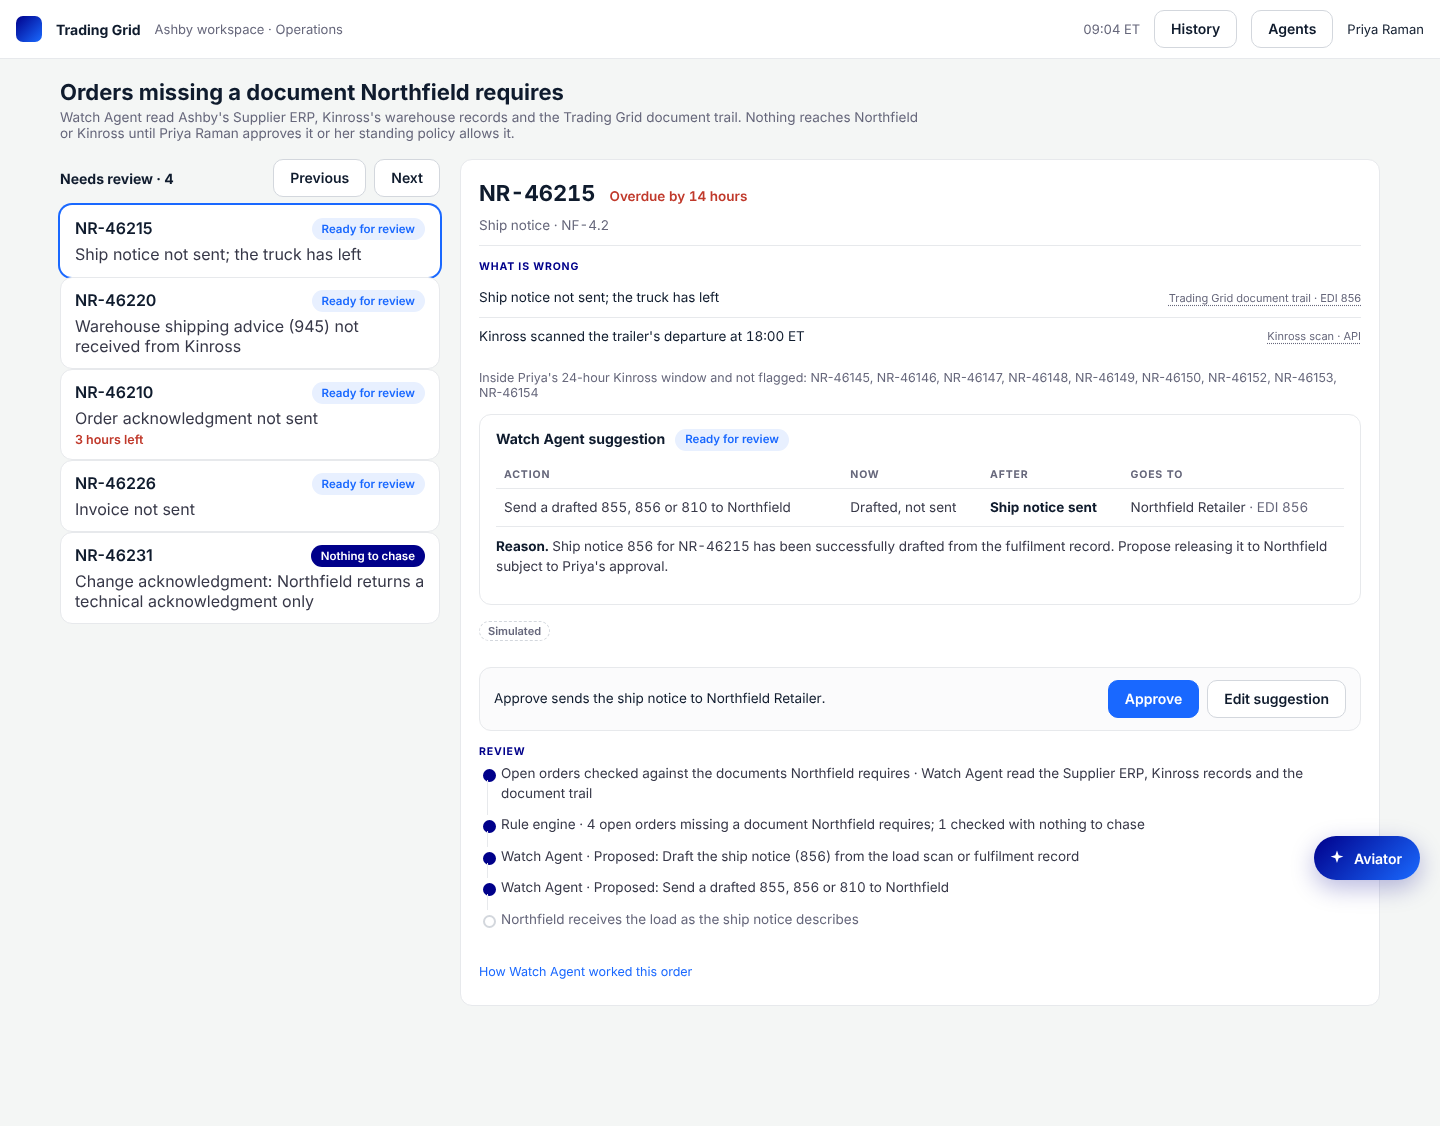 Trading Grid
Ashby workspace · Operations
09:04 ET
History
Agents
Priya Raman
Orders missing a document Northfield requires
Watch Agent read Ashby's Supplier ERP, Kinross's warehouse records and the Trading Grid document trail. Nothing reaches Northfield
or Kinross until Priya Raman approves it or her standing policy allows it.
Needs review · 4
Previous
Next
NR-46215
Ready for review
Ship notice not sent; the truck has left
NR-46220
Ready for review
Warehouse shipping advice (945) not
received from Kinross
NR-46210
Ready for review
Order acknowledgment not sent
3 hours left
NR-46226
Ready for review
Invoice not sent
NR-46231
Nothing to chase
Change acknowledgment: Northfield returns a
technical acknowledgment only
NR-46215
Overdue by 14 hours
Ship notice · NF-4.2
WHAT IS WRONG
Ship notice not sent; the truck has left
Trading Grid document trail · EDI 856
Kinross scanned the trailer's departure at 18:00 ET
Kinross scan · API
Inside Priya's 24-hour Kinross window and not flagged: NR-46145, NR-46146, NR-46147, NR-46148, NR-46149, NR-46150, NR-46152, NR-46153,
NR-46154
Watch Agent suggestion
Ready for review
ACTION
NOW
AFTER
GOES TO
Send a drafted 855, 856 or 810 to Northfield
Drafted, not sent
Ship notice sent
Northfield Retailer · EDI 856
Reason. Ship notice 856 for NR-46215 has been successfully drafted from the fulfilment record. Propose releasing it to Northfield
subject to Priya's approval.
Simulated
Approve sends the ship notice to Northfield Retailer.
Approve
Edit suggestion
REVIEW
Open orders checked against the documents Northfield requires · Watch Agent read the Supplier ERP, Kinross records and the
document trail
Rule engine · 4 open orders missing a document Northfield requires; 1 checked with nothing to chase
Watch Agent · Proposed: Draft the ship notice (856) from the load scan or fulfilment record
Watch Agent · Proposed: Send a drafted 855, 856 or 810 to Northfield
Northfield receives the load as the ship notice describes
Aviator
How Watch Agent worked this order